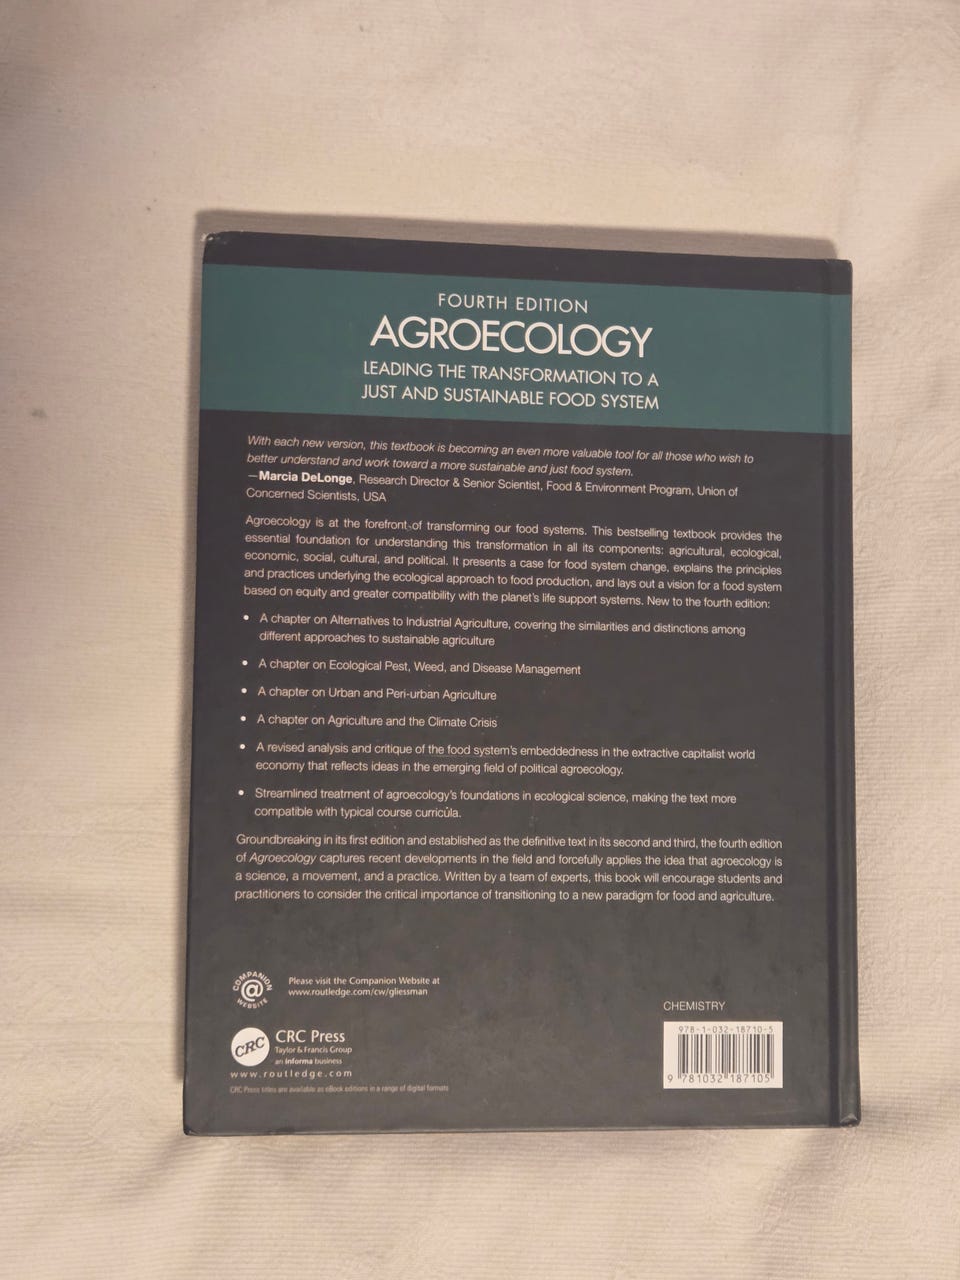 FOURTH EDITION
AGROECOLOGY
LEADING THE TRANSFORMATION TO A
JUST AND SUSTAINABLE FOOD SYSTEM
With each new version, this textbook is becoming an even more valuable tool for all those who wish to
better understand and work toward a more sustainable and just food system.
—Marcia DeLonge, Research Director & Senior Scientist, Food & Environment Program, Union of
Concerned Scientists, USA
Agroecology is at the forefront of transforming our food systems. This bestselling textbook provides the
essential foundation for understanding this transformation in all its components: agricultural, ecological,
economic, social, cultural, and political. It presents a case for food system change, explains the principles
and practices underlying the ecological approach to food production, and lays out a vision for a food system
based on equity and greater compatibility with the planet's life support systems. New to the fourth edition:
• A chapter on Alternatives to Industrial Agriculture, covering the similarities and distinctions among
different approaches to sustainable agriculture
• A chapter on Ecological Pest, Weed, and Disease Management
• A chapter on Urban and Peri-urban Agriculture
• A chapter on Agriculture and the Climate Crisis
• A revised analysis and critique of the food system's embeddedness in the extractive capitalist world
economy that reflects ideas in the emerging field of political agroecology.
• Streamlined treatment of agroecology's foundations in ecological science, making the text more
compatible with typical course curricula.
Groundbreaking in its first edition and established as the definitive text in its second and third, the fourth edition
of Agroecology captures recent developments in the field and forcefully applies the idea that agroecology is
a science, a movement, and a practice. Written by a team of experts, this book will encourage students and
practitioners to consider the critical importance of transitioning to a new paradigm for food and agriculture.
COMPANION
@
WEBSITE
Please visit the Companion Website at
www.routledge.com/cw/gliessman
CRC
CRC Press
Taylor & Francis Group
an informa business
www.routledge.com
CRC Press titles are available as eBook editions in a range of digital formats
CHEMISTRY
978-1-032-18710-5
9 781032 187105